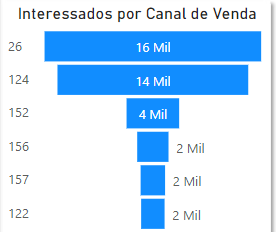 Interessados por Canal de Venda
26 16 Mil
124 14 Mil
152 4 Mil
156 2 Mil
157 2 Mil
122 2 Mil